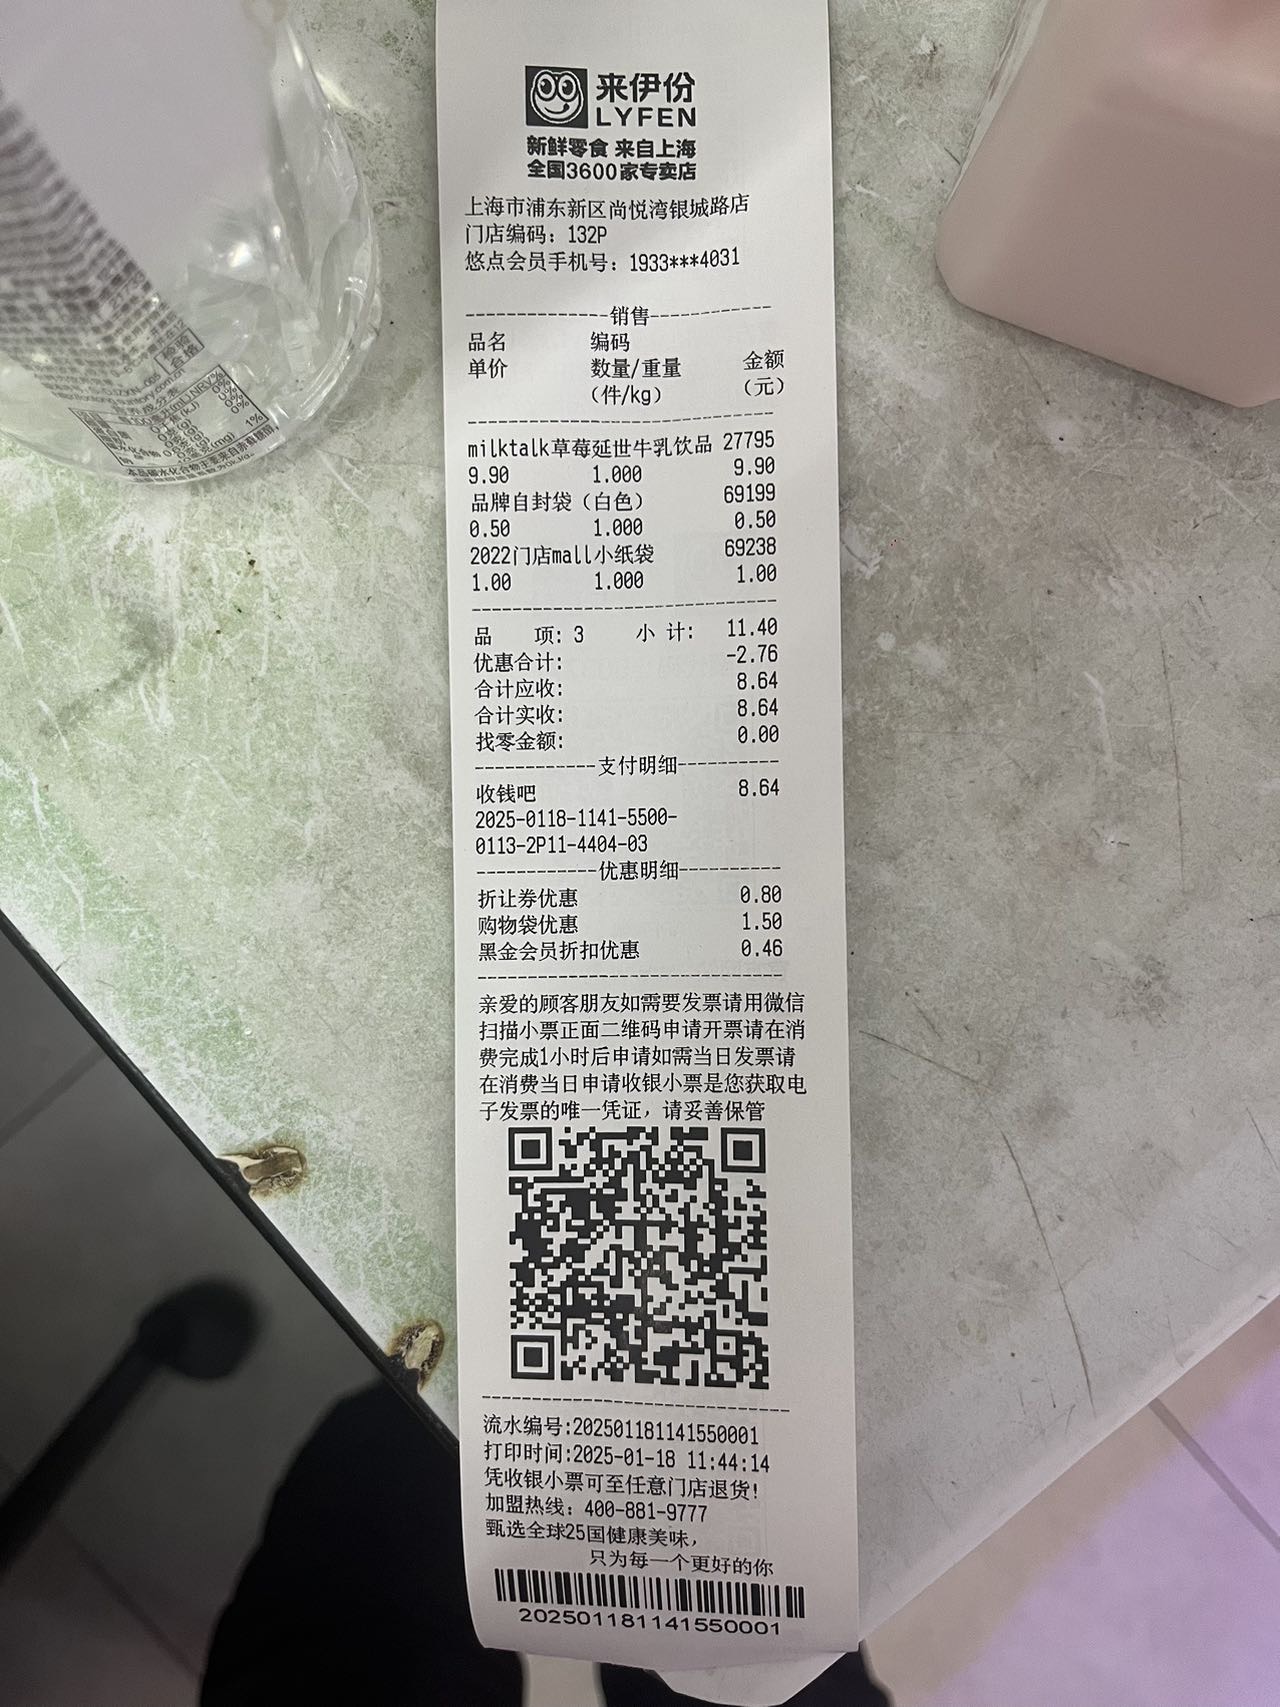 来伊份
LYFEN
新鲜零食 来自上海
全国3600家专卖店
上海市浦东新区尚悦湾银城路店
门店编码：132P
悠点会员手机号：1933***4031
-------------销售-----------
品名 编码
单价 数量/重量 金额
（件/kg） （元）
milktalk草莓延世牛乳饮品 27795
9.90 1.000 9.90
品牌自封袋（白色） 69199
0.50 1.000 0.50
2022门店mall小纸袋 69238
1.00 1.000 1.00
品 项: 3 小 计: 11.40
优惠合计: -2.76
合计应收: 8.64
合计实收: 8.64
找零金额: 0.00
------------支付明细----------
收钱吧 8.64
2025-0118-1141-5500-
0113-2P11-4404-03
------------优惠明细----------
折让券优惠 0.80
购物袋优惠 1.50
黑金会员折扣优惠 0.46
亲爱的顾客朋友如需要发票请用微信
扫描小票正面二维码申请开票请在消
费完成1小时后申请如需当日发票请
在消费当日申请收银小票是您获取电
子发票的唯一凭证，请妥善保管
流水编号:202501181141550001
打印时间:2025-01-18 11:44:14
凭收银小票可至任意门店退货!
加盟热线：400-881-9777
甄选全球25国健康美味，
只为每一个更好的你
202501181141550001
检验
合格